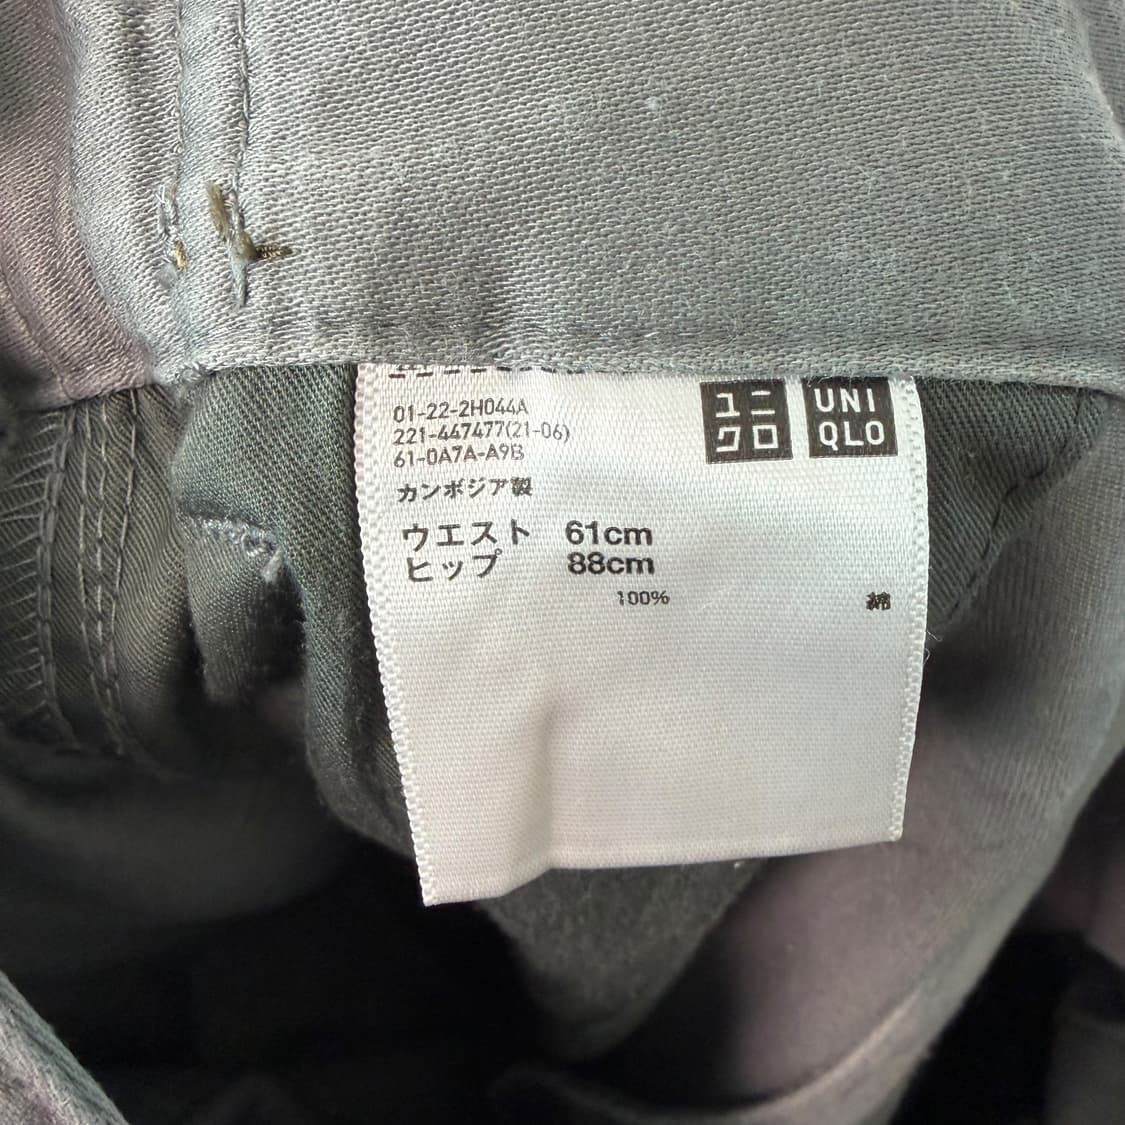 ユニクロ
UNIQLO
01-22-2H044A
221-447477(21-06)
61-0A7A-A9B
カンボジア製
ウエスト 61cm
ヒップ 88cm
100% 綿